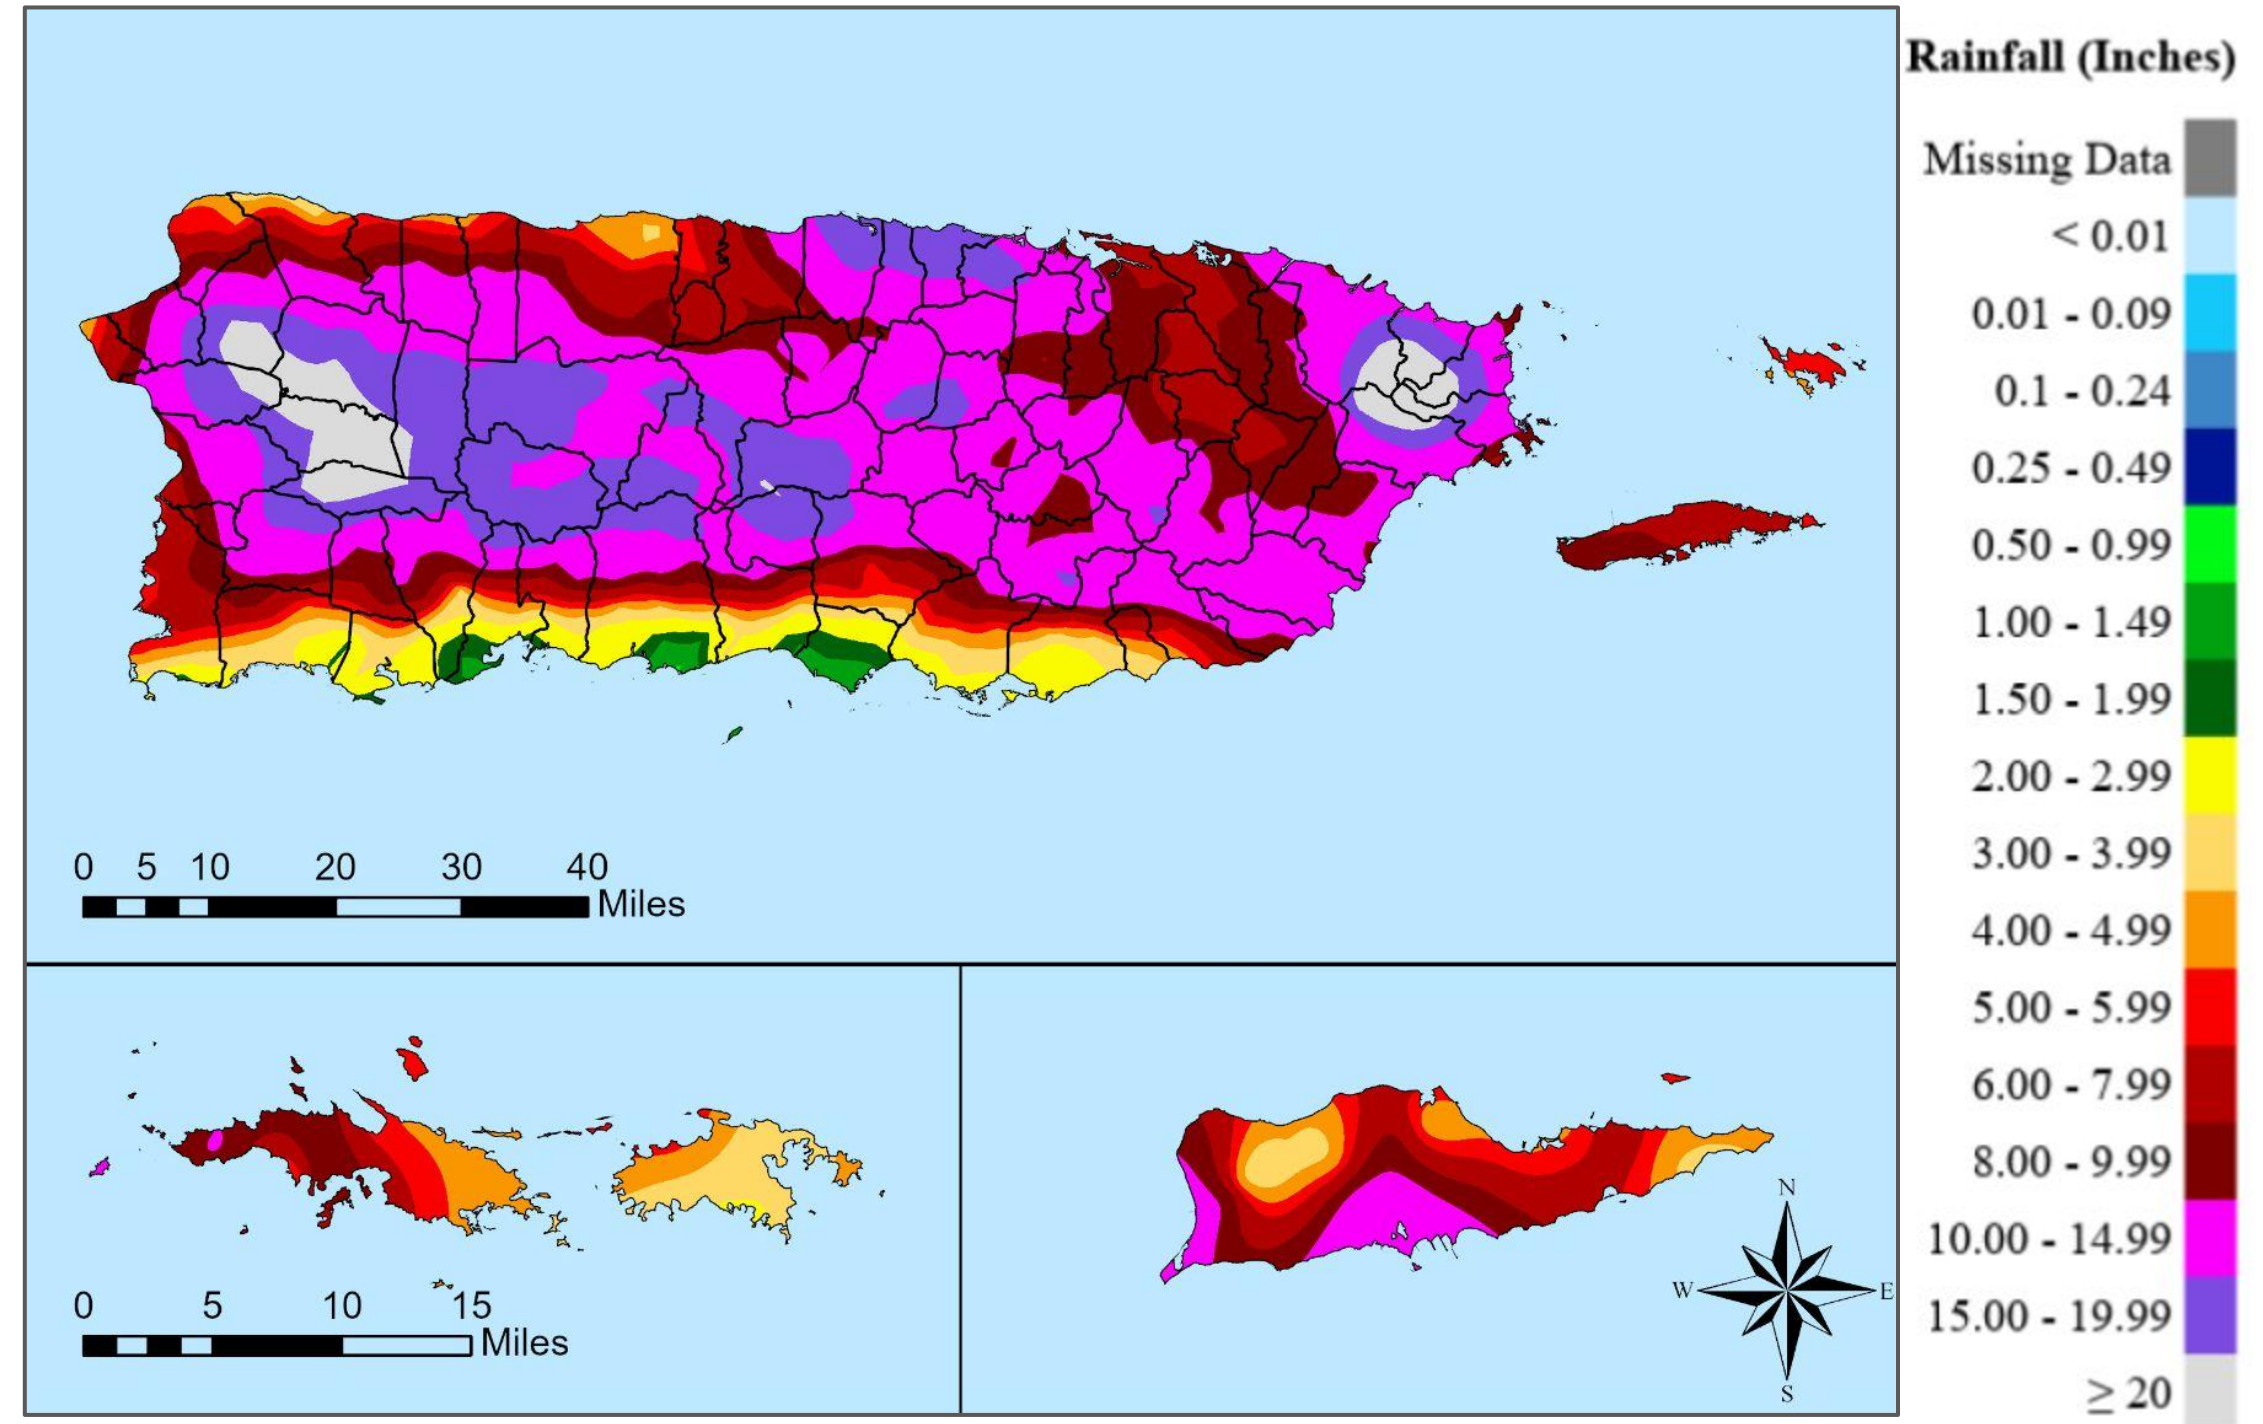 Rainfall (Inches)
Missing Data
< 0.01
0.01 - 0.09
0.1 - 0.24
0.25 - 0.49
0.50 - 0.99
1.00 - 1.49
1.50 - 1.99
2.00 - 2.99
3.00 - 3.99
4.00 - 4.99
5.00 - 5.99
6.00 - 7.99
8.00 - 9.99
10.00 - 14.99
15.00 - 19.99
≥ 20
0 5 10 20 30 40
Miles
0 5 10 15
Miles
N
W E
S